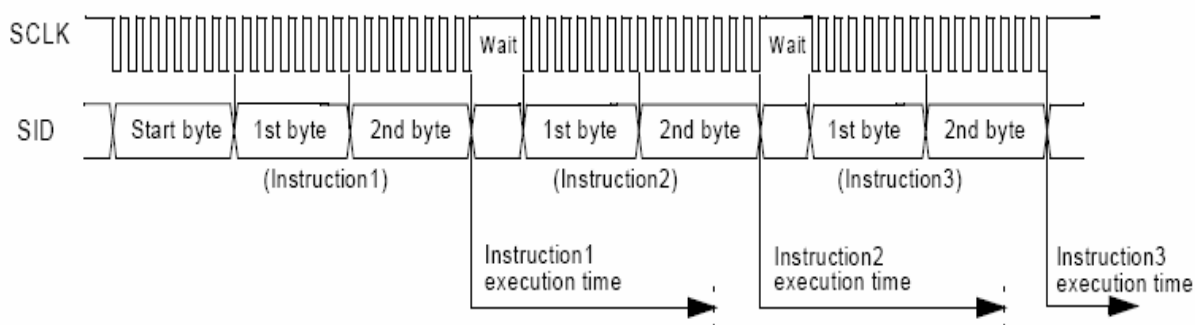 SCLK
Wait
Wait
SID
Start byte
1st byte
2nd byte
1st byte
2nd byte
1st byte
2nd byte
(Instruction1)
(Instruction2)
(Instruction3)
Instruction1
execution time
Instruction2
execution time
Instruction3
execution time